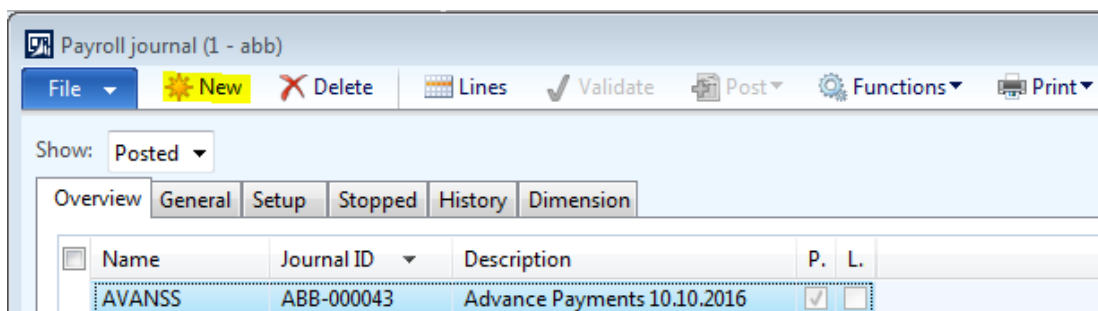 Payroll journal (1 - abb)
File New Delete Lines Validate Post Functions Print
Show: Posted
Overview General Setup Stopped History Dimension
Name Journal ID Description P. L.
AVANSS ABB-000043 Advance Payments 10.10.2016